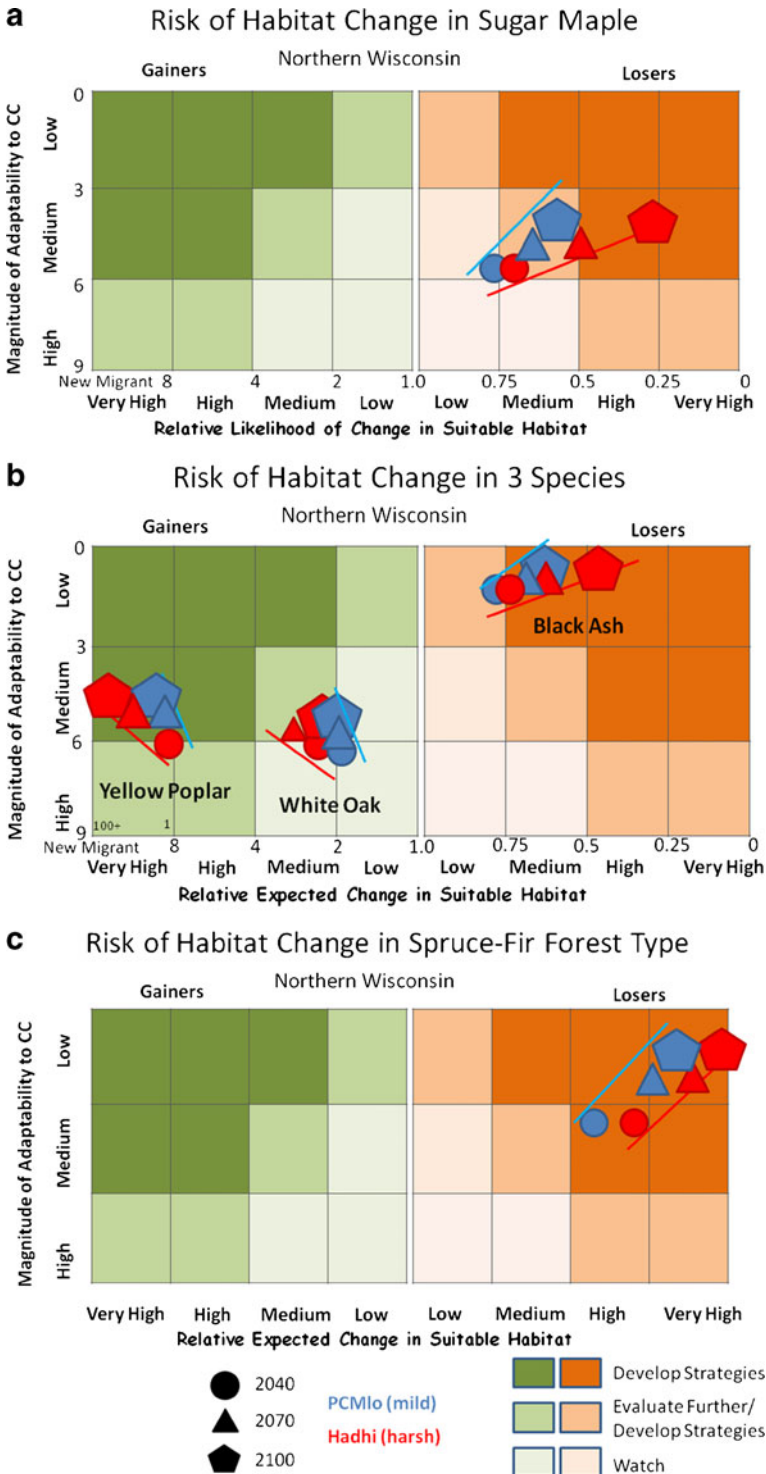 a
Risk of Habitat Change in Sugar Maple
Northern Wisconsin
Gainers
Losers
Magnitude of Adaptability to CC
Low
Medium
High
0
3
6
9
New Migrant 8 4 2 1.0 0.75 0.5 0.25 0
Very High High Medium Low Low Medium High Very High
Relative Likelihood of Change in Suitable Habitat
b
Risk of Habitat Change in 3 Species
Northern Wisconsin
Gainers
Losers
Magnitude of Adaptability to CC
Low
Medium
High
0
3
6
9
Black Ash
Yellow Poplar
White Oak
100+ 1
New Migrant 8 4 2 1.0 0.75 0.5 0.25 0
Very High High Medium Low Low Medium High Very High
Relative Expected Change in Suitable Habitat
c
Risk of Habitat Change in Spruce-Fir Forest Type
Northern Wisconsin
Gainers
Losers
Magnitude of Adaptability to CC
Low
Medium
High
Very High High Medium Low Low Medium High Very High
Relative Expected Change in Suitable Habitat
2040
2070
2100
PCMlo (mild)
Hadhi (harsh)
Develop Strategies
Evaluate Further/
Develop Strategies
Watch